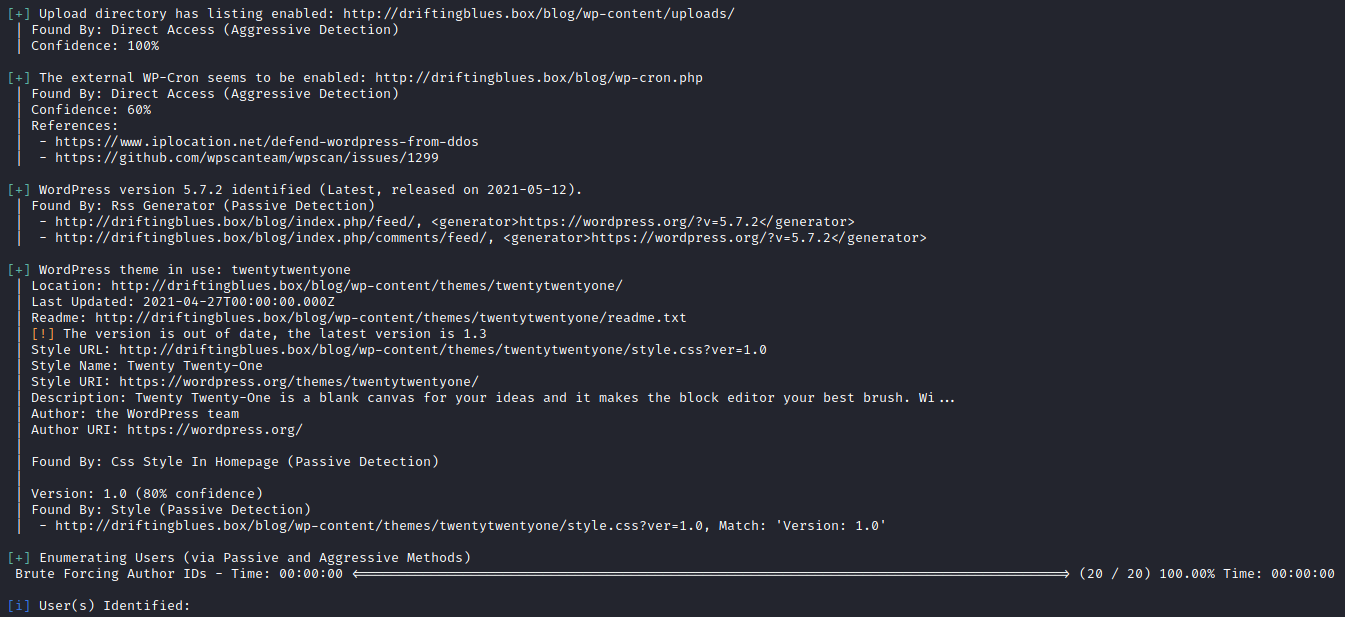 [+] Upload directory has listing enabled: http://driftingblues.box/blog/wp-content/uploads/
| Found By: Direct Access (Aggressive Detection)
| Confidence: 100%
[+] The external WP-Cron seems to be enabled: http://driftingblues.box/blog/wp-cron.php
| Found By: Direct Access (Aggressive Detection)
| Confidence: 60%
| References:
|  - https://www.iplocation.net/defend-wordpress-from-ddos
|  - https://github.com/wpscanteam/wpscan/issues/1299
[+] WordPress version 5.7.2 identified (Latest, released on 2021-05-12).
| Found By: Rss Generator (Passive Detection)
|  - http://driftingblues.box/blog/index.php/feed/, <generator>https://wordpress.org/?v=5.7.2</generator>
|  - http://driftingblues.box/blog/index.php/comments/feed/, <generator>https://wordpress.org/?v=5.7.2</generator>
[+] WordPress theme in use: twentytwentyone
| Location: http://driftingblues.box/blog/wp-content/themes/twentytwentyone/
| Last Updated: 2021-04-27T00:00:00.000Z
| Readme: http://driftingblues.box/blog/wp-content/themes/twentytwentyone/readme.txt
| [!] The version is out of date, the latest version is 1.3
| Style URL: http://driftingblues.box/blog/wp-content/themes/twentytwentyone/style.css?ver=1.0
| Style Name: Twenty Twenty-One
| Style URI: https://wordpress.org/themes/twentytwentyone/
| Description: Twenty Twenty-One is a blank canvas for your ideas and it makes the block editor your best brush. Wi...
| Author: the WordPress team
| Author URI: https://wordpress.org/
|
| Found By: Css Style In Homepage (Passive Detection)
|
| Version: 1.0 (80% confidence)
| Found By: Style (Passive Detection)
|  - http://driftingblues.box/blog/wp-content/themes/twentytwentyone/style.css?ver=1.0, Match: 'Version: 1.0'
[+] Enumerating Users (via Passive and Aggressive Methods)
Brute Forcing Author IDs - Time: 00:00:00 <=========================================================================================> (20 / 20) 100.00% Time: 00:00:00
[i] User(s) Identified: